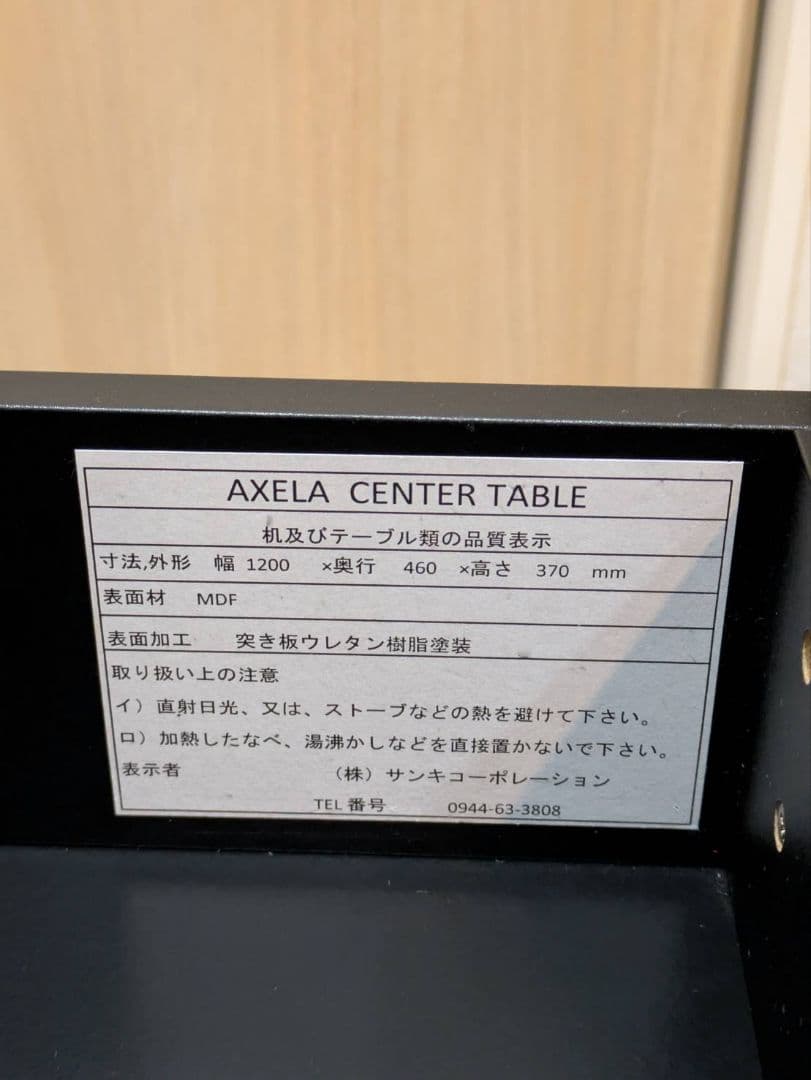 AXELA CENTER TABLE
机及びテーブル類の品質表示
寸法,外形 幅 1200 ×奥行 460 ×高さ 370 mm
表面材 MDF
表面加工 突き板ウレタン樹脂塗装
取り扱い上の注意
イ）直射日光、又は、ストーブなどの熱を避けて下さい。
ロ）加熱したなべ、湯沸かしなどを直接置かないで下さい。
表示者 （株）サンキコーポレーション
TEL 番号 0944-63-3808